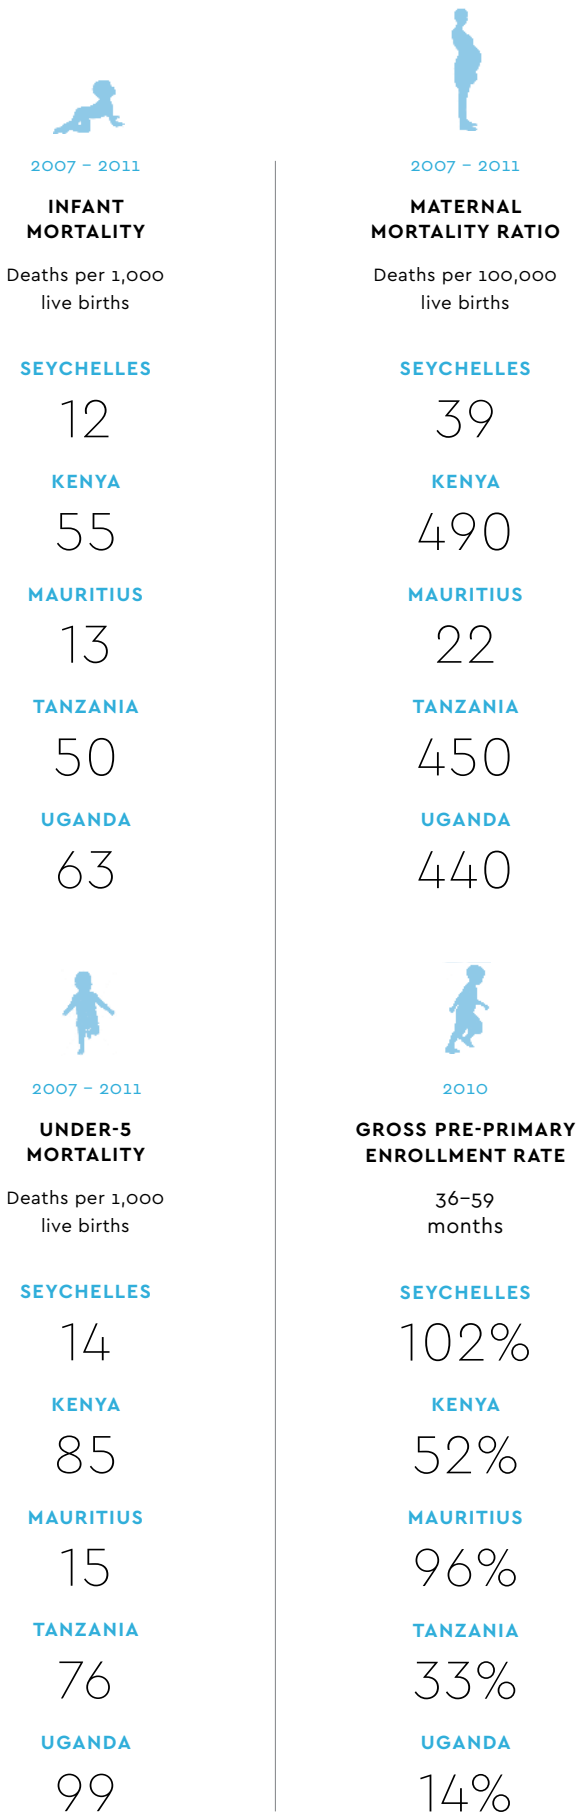 2007 – 2011
INFANT
MORTALITY
Deaths per 1,000
live births
SEYCHELLES
12
KENYA
55
MAURITIUS
13
TANZANIA
50
UGANDA
63
2007 – 2011
MATERNAL
MORTALITY RATIO
Deaths per 100,000
live births
SEYCHELLES
39
KENYA
490
MAURITIUS
22
TANZANIA
450
UGANDA
440
2007 – 2011
UNDER-5
MORTALITY
Deaths per 1,000
live births
SEYCHELLES
14
KENYA
85
MAURITIUS
15
TANZANIA
76
UGANDA
99
2010
GROSS PRE-PRIMARY
ENROLLMENT RATE
36–59
months
SEYCHELLES
102%
KENYA
52%
MAURITIUS
96%
TANZANIA
33%
UGANDA
14%